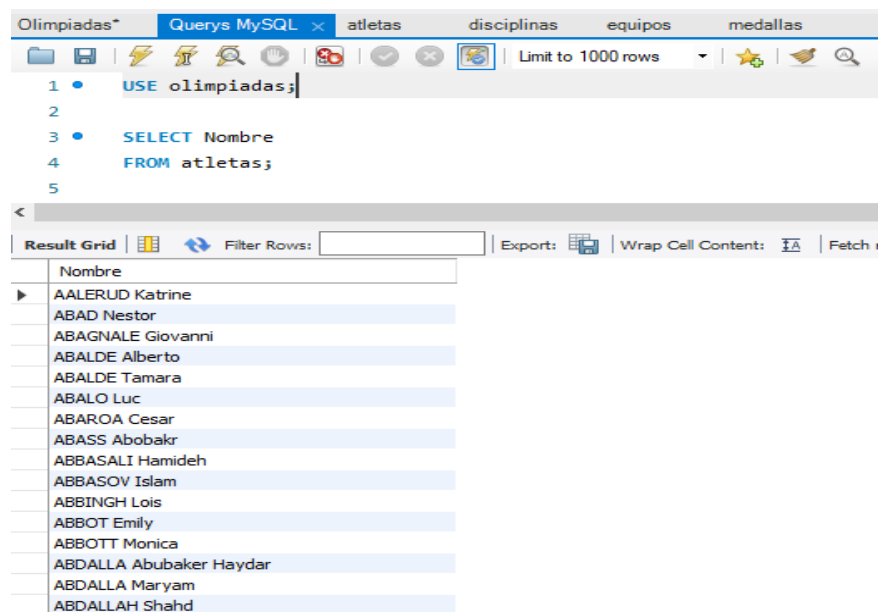 Olimpiadas* Querys MySQL × atletas disciplinas equipos medallas
Limit to 1000 rows
1 USE olimpiadas;
2
3 SELECT Nombre
4 FROM atletas;
5
Result Grid Filter Rows: Export: Wrap Cell Content: IA Fetch
Nombre
AALERUD Katrine
ABAD Nestor
ABAGNALE Giovanni
ABALDE Alberto
ABALDE Tamara
ABALO Luc
ABAROA Cesar
ABASS Abobakr
ABBASALI Hamideh
ABBASOV Islam
ABBINGH Lois
ABBOT Emily
ABBOTT Monica
ABDALLA Abubaker Haydar
ABDALLA Maryam
ABDALLAH Shahd